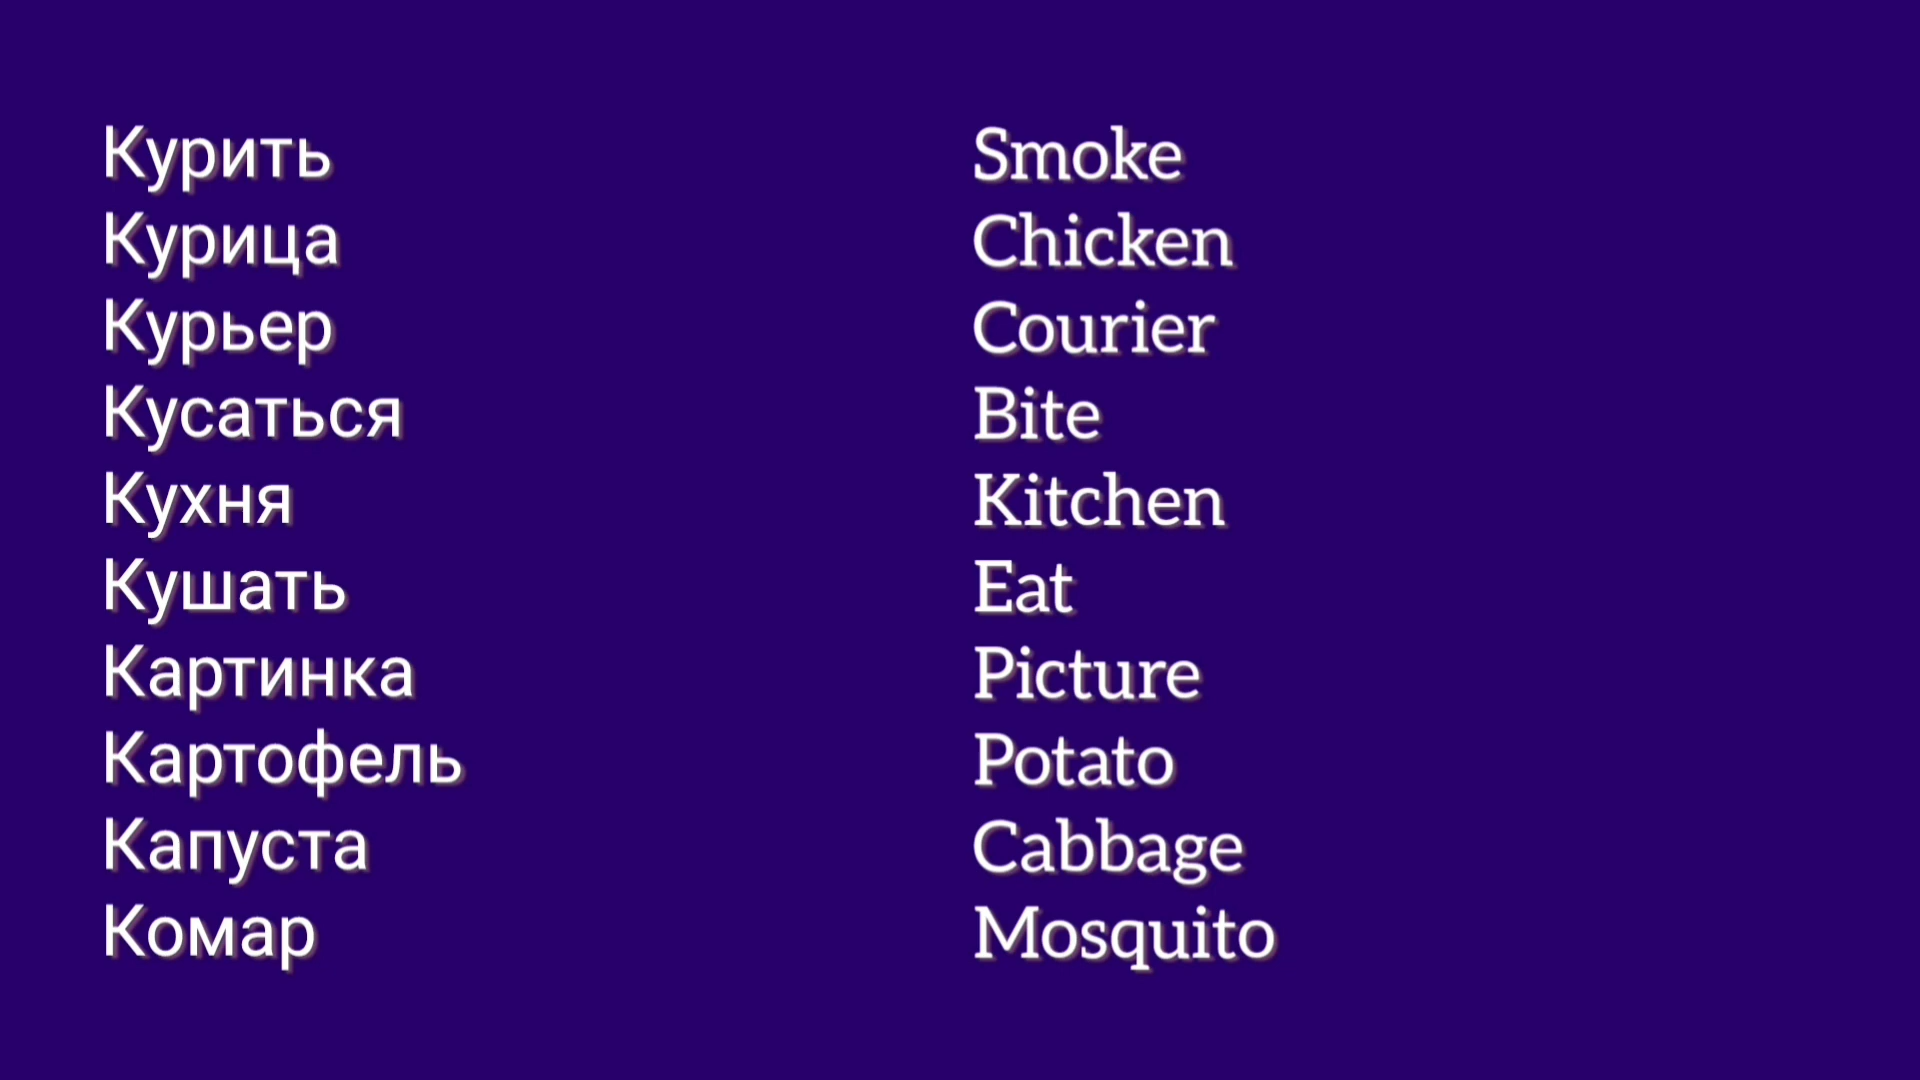 Курить Smoke
Курица Chicken
Курьер Courier
Кусаться Bite
Кухня Kitchen
Кушать Eat
Картинка Picture
Картофель Potato
Капуста Cabbage
Комар Mosquito